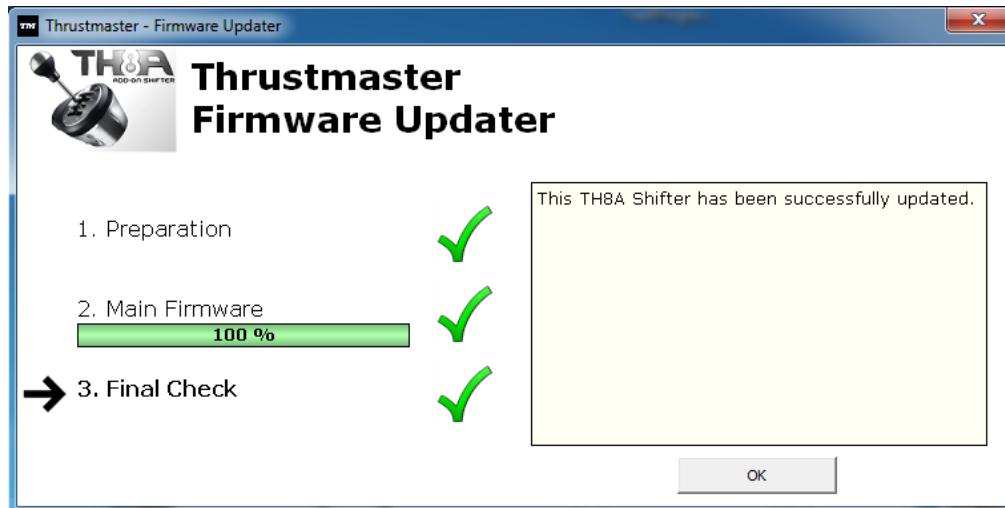 TM Thrustmaster - Firmware Updater
TH8A
ADD-ON SHIFTER
Thrustmaster
Firmware Updater
1. Preparation
2. Main Firmware
100 %
3. Final Check
This TH8A Shifter has been successfully updated.
OK